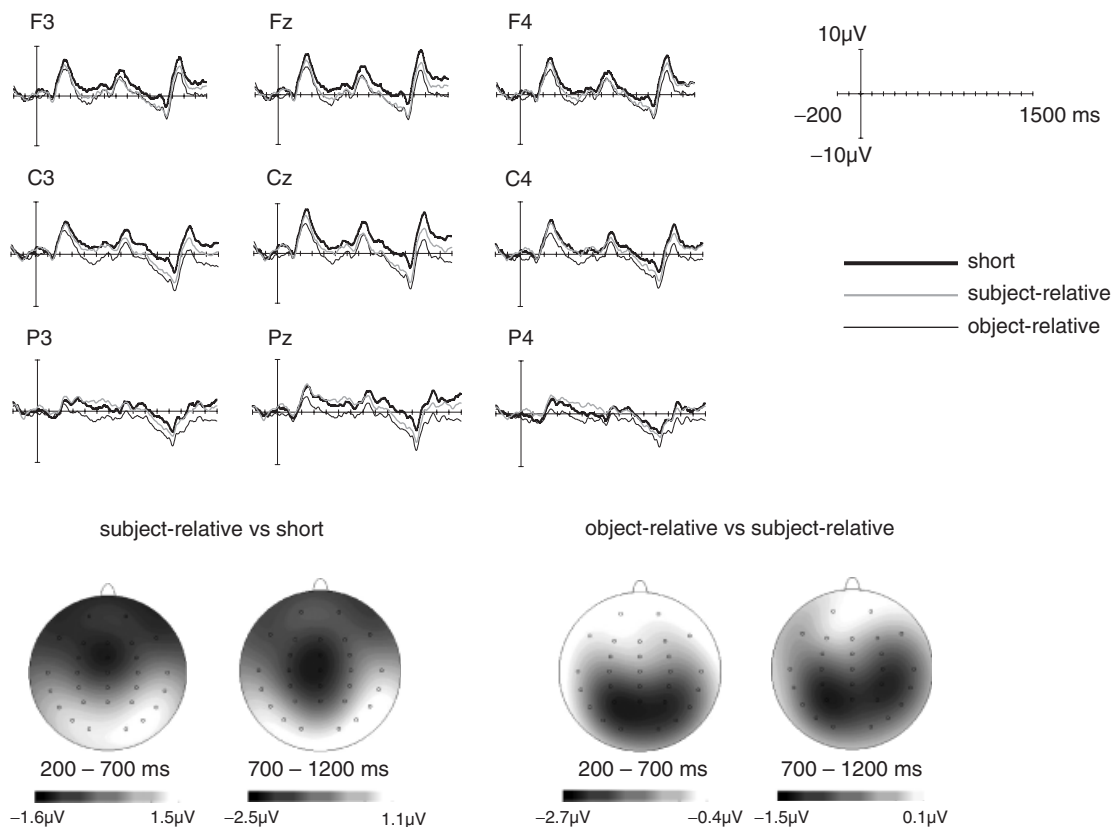 F3 Fz F4
10µV
−200 1500 ms
−10µV
C3 Cz C4
short
subject-relative
object-relative
P3 Pz P4
subject-relative vs short object-relative vs subject-relative
200 – 700 ms 700 – 1200 ms 200 – 700 ms 700 – 1200 ms
−1.6µV 1.5µV −2.5µV 1.1µV −2.7µV −0.4µV −1.5µV 0.1µV